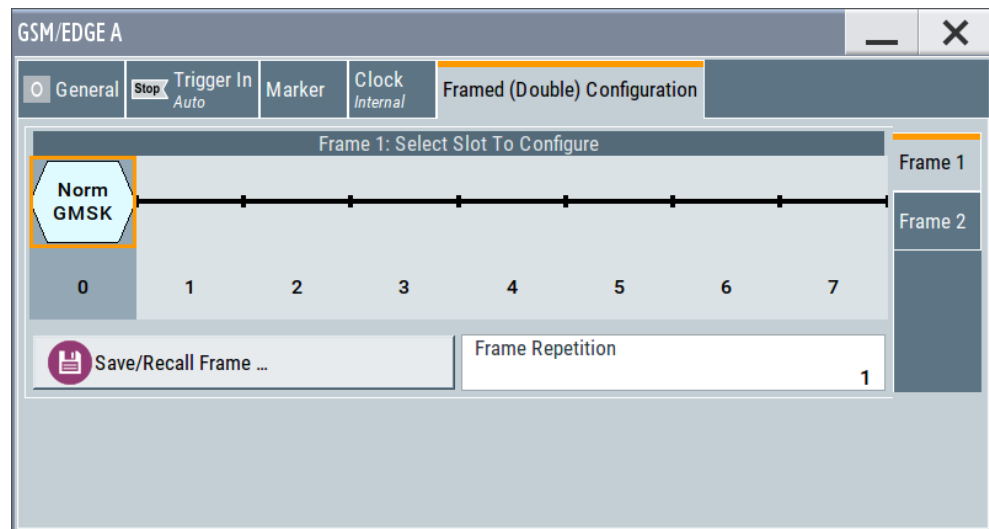 GSM/EDGE A
O General
Stop Trigger In
Auto
Marker
Clock
Internal
Framed (Double) Configuration
Frame 1: Select Slot To Configure
Frame 1
Norm
GMSK
Frame 2
0 1 2 3 4 5 6 7
Save/Recall Frame ...
Frame Repetition
1